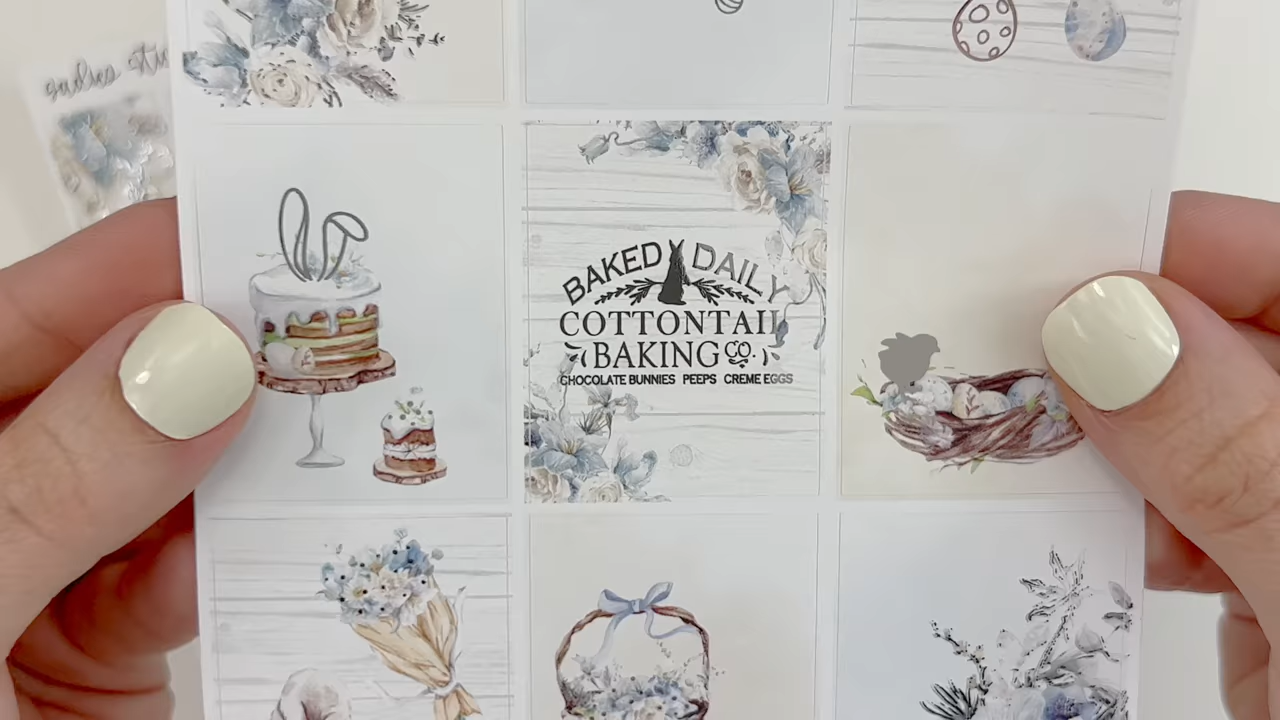 BAKED DAILY
COTTONTAIL
BAKING CO.
CHOCOLATE BUNNIES PEEPS CREME EGGS